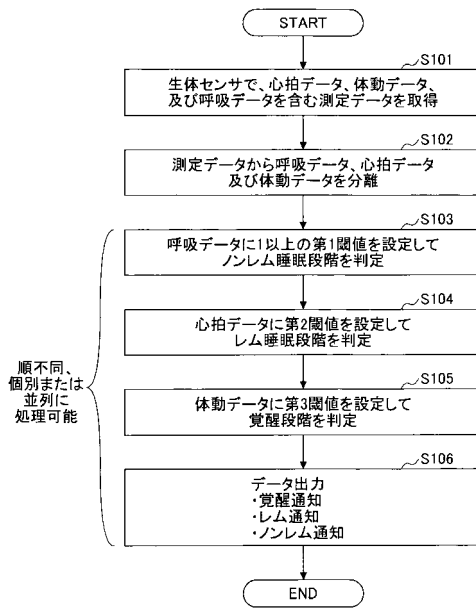 START
S101
生体センサで、心拍データ、体動データ、
及び呼吸データを含む測定データを取得
S102
測定データから呼吸データ、心拍データ
及び体動データを分離
S103
呼吸データに1以上の第1閾値を設定して
ノンレム睡眠段階を判定
S104
心拍データに第2閾値を設定して
レム睡眠段階を判定
順不同、
個別または
並列に
処理可能
S105
体動データに第3閾値を設定して
覚醒段階を判定
S106
データ出力
・覚醒通知
・レム通知
・ノンレム通知
END